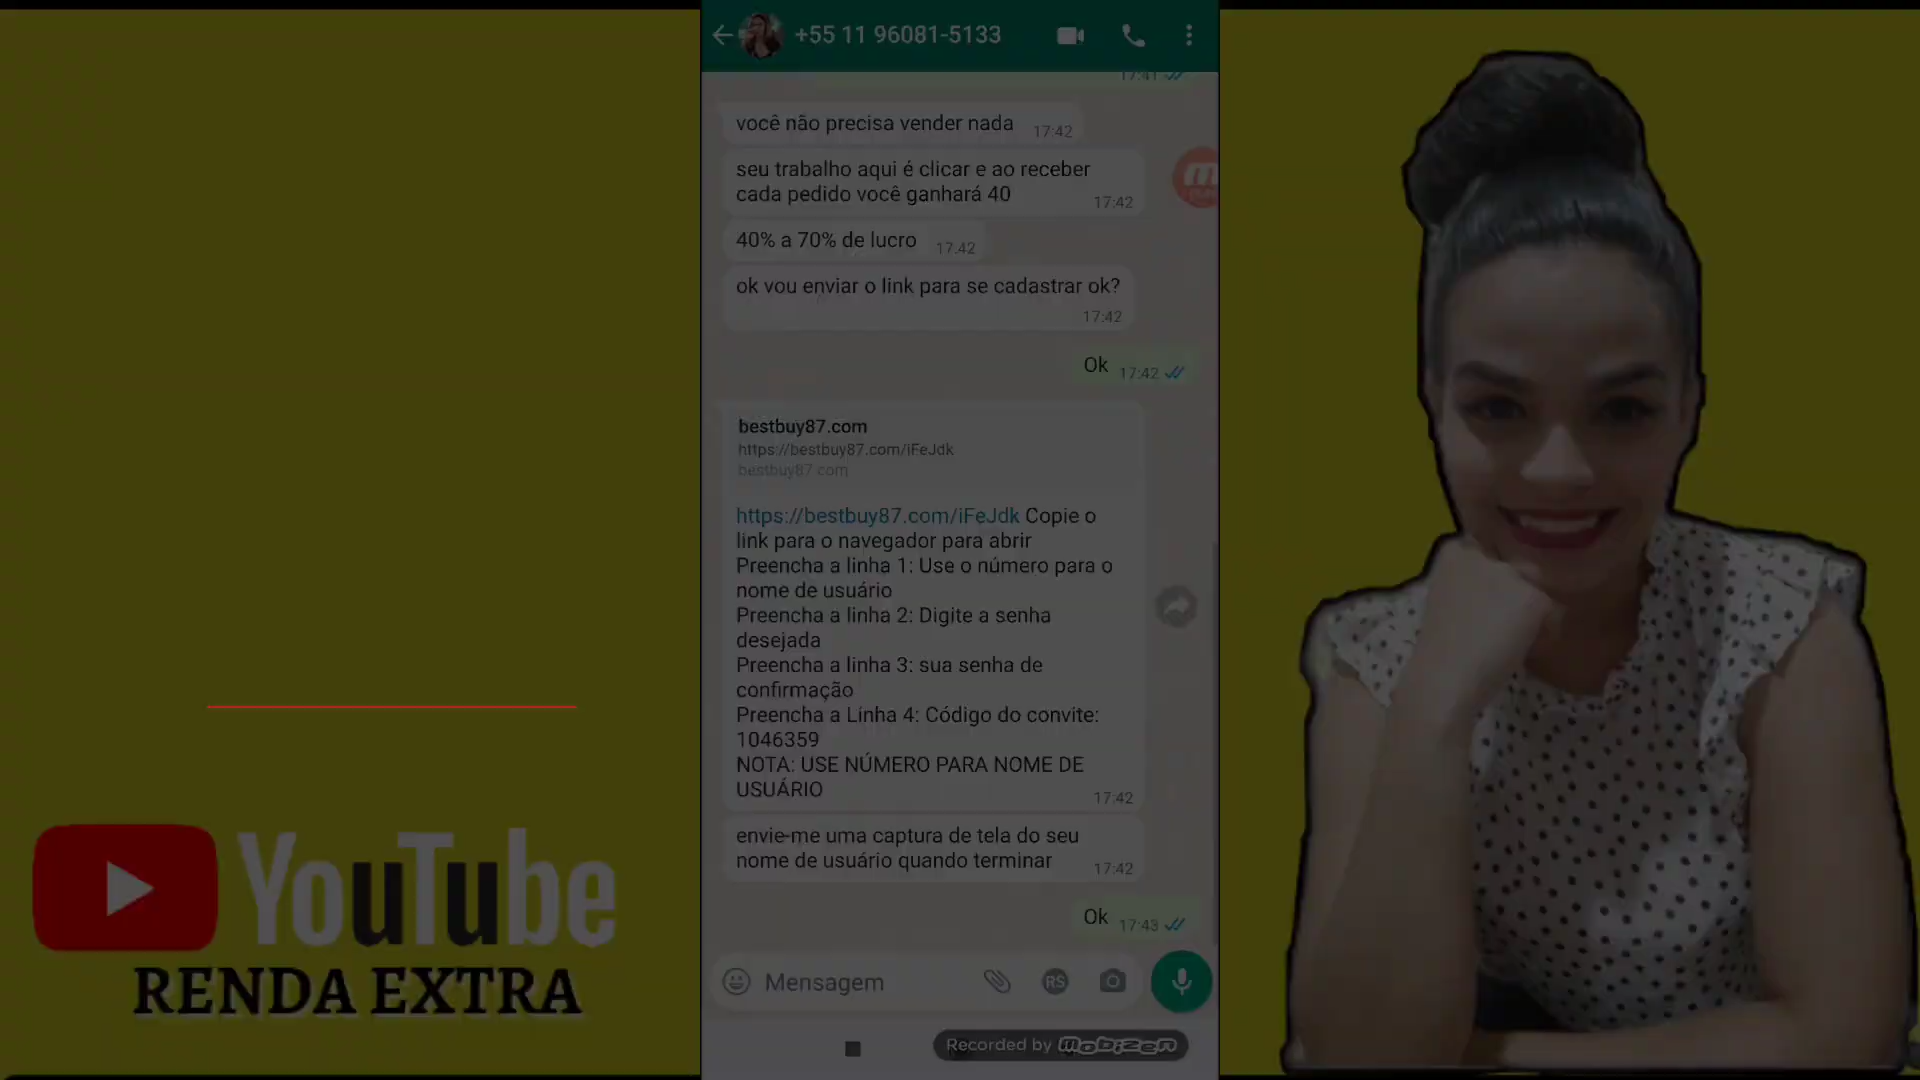 +55 11 96081-5133
17:41
você não precisa vender nada 17:42
seu trabalho aqui é clicar e ao receber
cada pedido você ganhará 40 17:42
40% a 70% de lucro 17:42
ok vou enviar o link para se cadastrar ok?
17:42
Ok 17:42
bestbuy87.com
https://bestbuy87.com/iFeJdk
bestbuy87.com
https://bestbuy87.com/iFeJdk Copie o
link para o navegador para abrir
Preencha a linha 1: Use o número para o
nome de usuário
Preencha a linha 2: Digite a senha
desejada
Preencha a linha 3: sua senha de
confirmação
Preencha a Linha 4: Código do convite:
1046359
NOTA: USE NÚMERO PARA NOME DE
USUÁRIO 17:42
envie-me uma captura de tela do seu
nome de usuário quando terminar 17:42
Ok 17:43
Mensagem
R$
Recorded by mobizen
YouTube
RENDA EXTRA